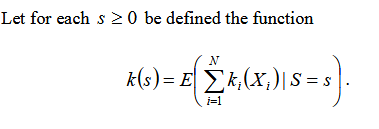 Let for each s ≥ 0 be defined the function
k(s) = E( ∑_{i=1}^{N} k_i(X_i) | S = s ).